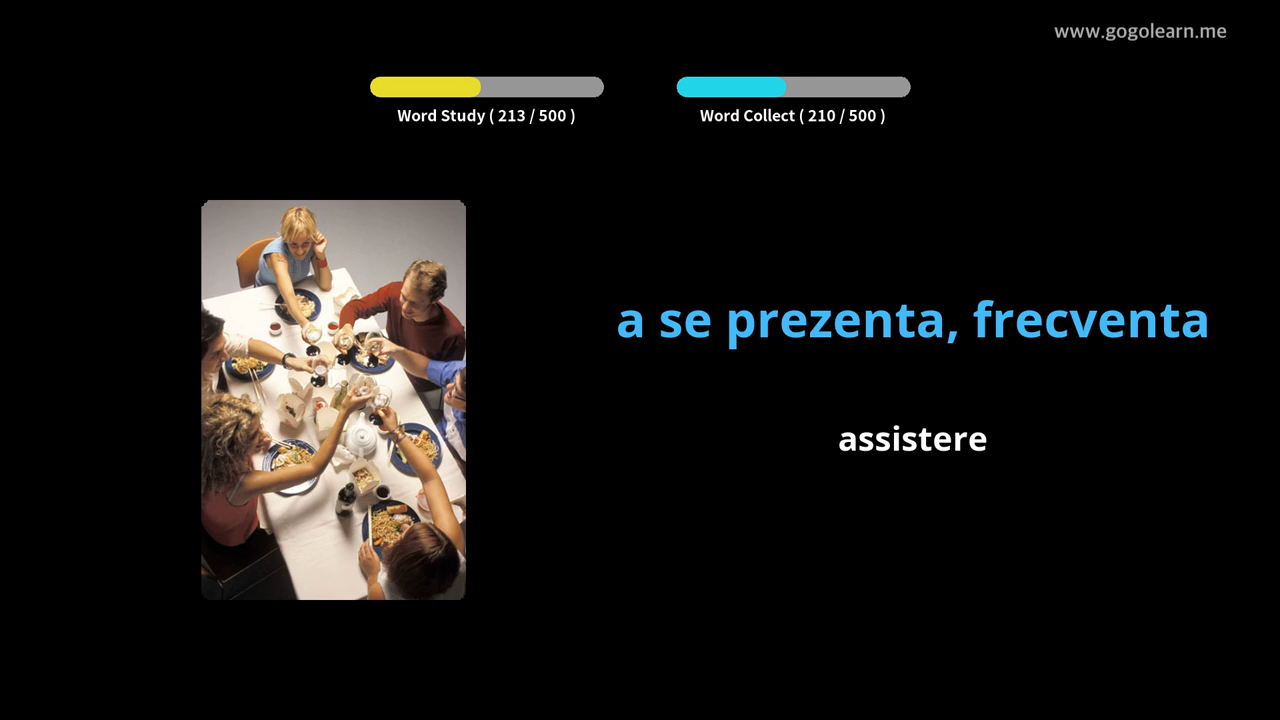 www.gogolearn.me
Word Study ( 213 / 500 )
Word Collect ( 210 / 500 )
a se prezenta, frecventa
assistere